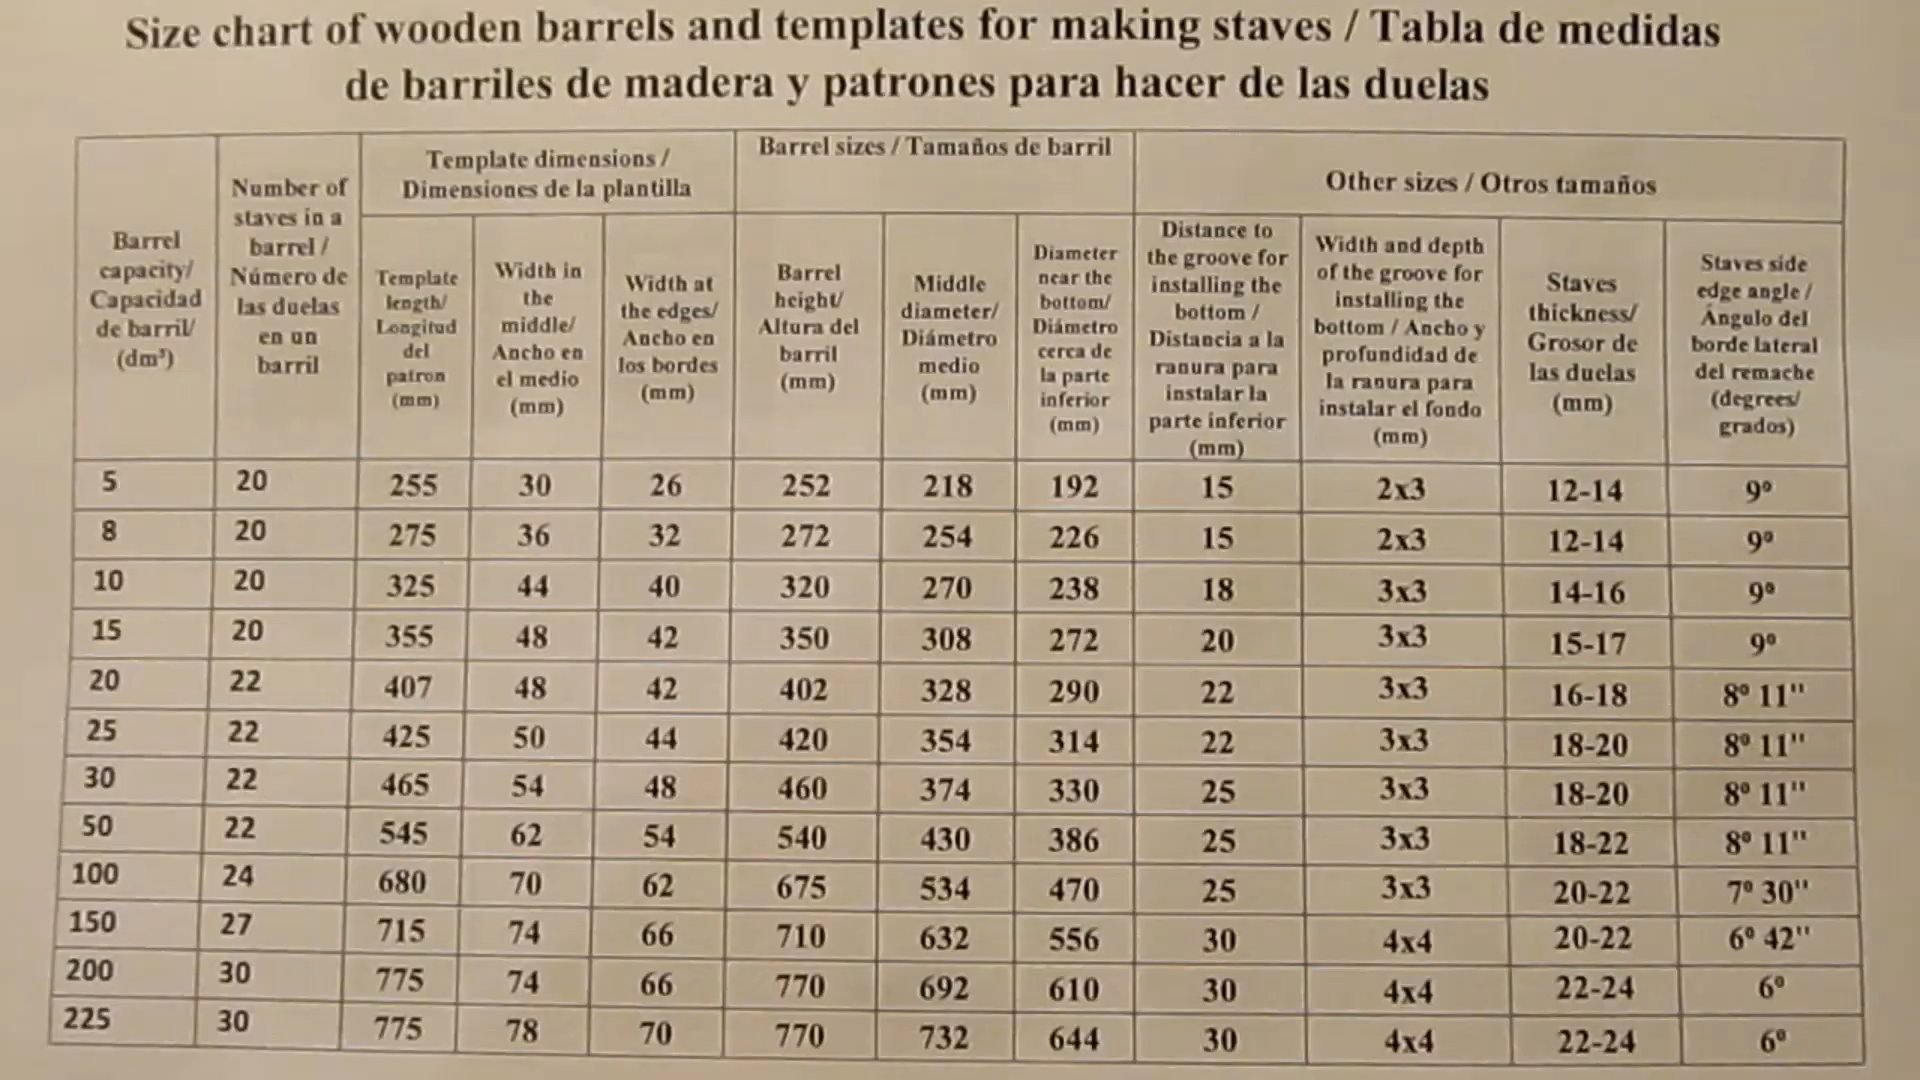 Size chart of wooden barrels and templates for making staves / Tabla de medidas
de barriles de madera y patrones para hacer de las duelas
Barrel
capacity/
Capacidad
de barril/
(dm³)
Number of
staves in a
barrel /
Número de
las duelas
en un
barril
Template dimensions /
Dimensiones de la plantilla
Barrel sizes / Tamaños de barril
Other sizes / Otros tamaños
Template
length/
Longitud
del
patron
(mm)
Width in
the
middle/
Ancho en
el medio
(mm)
Width at
the edges/
Ancho en
los bordes
(mm)
Barrel
height/
Altura del
barril
(mm)
Middle
diameter/
Diámetro
medio
(mm)
Diameter
near the
bottom/
Diámetro
cerca de
la parte
inferior
(mm)
Distance to
the groove for
installing the
bottom /
Distancia a la
ranura para
instalar la
parte inferior
(mm)
Width and depth
of the groove for
installing the
bottom / Ancho y
profundidad de
la ranura para
instalar el fondo
(mm)
Staves
thickness/
Grosor de
las duelas
(mm)
Staves side
edge angle /
Ángulo del
borde lateral
del remache
(degrees/
grados)
5 20 255 30 26 252 218 192 15 2x3 12-14 9º
8 20 275 36 32 272 254 226 15 2x3 12-14 9º
10 20 325 44 40 320 270 238 18 3x3 14-16 9º
15 20 355 48 42 350 308 272 20 3x3 15-17 9º
20 22 407 48 42 402 328 290 22 3x3 16-18 8º 11"
25 22 425 50 44 420 354 314 22 3x3 18-20 8º 11"
30 22 465 54 48 460 374 330 25 3x3 18-20 8º 11"
50 22 545 62 54 540 430 386 25 3x3 18-22 8º 11"
100 24 680 70 62 675 534 470 25 3x3 20-22 7º 30"
150 27 715 74 66 710 632 556 30 4x4 20-22 6º 42"
200 30 775 74 66 770 692 610 30 4x4 22-24 6º
225 30 775 78 70 770 732 644 30 4x4 22-24 6º